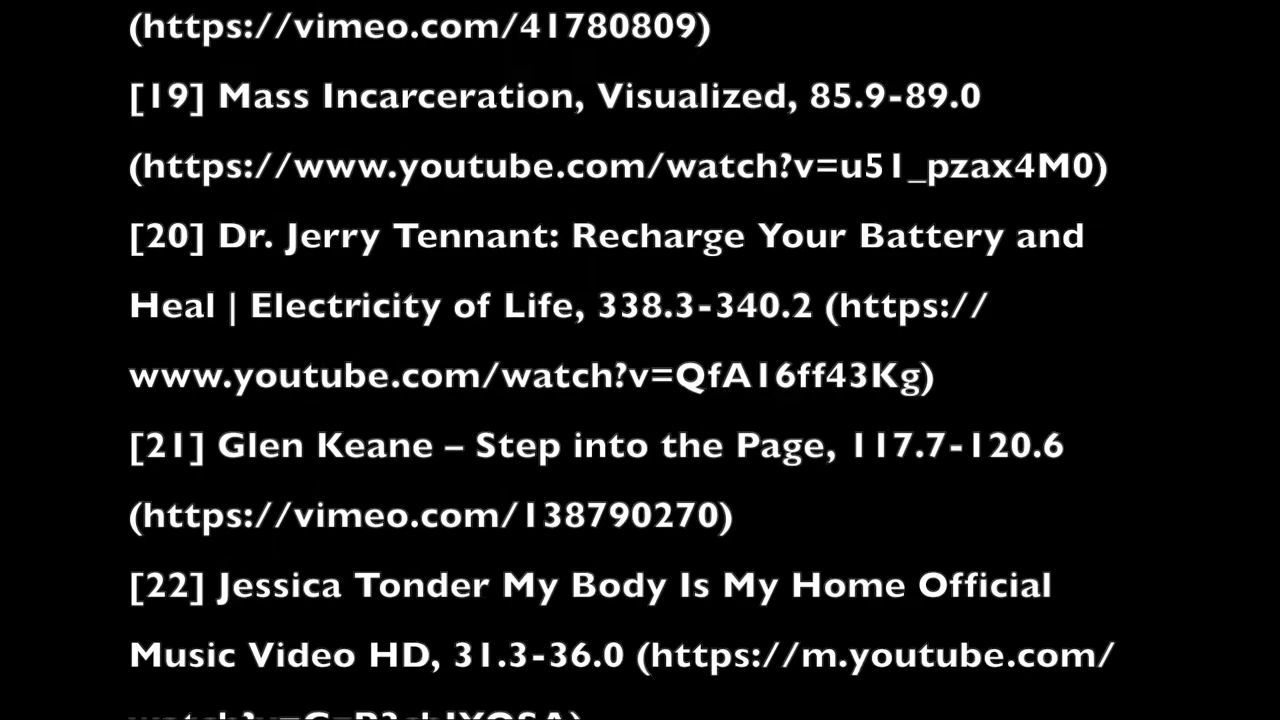 (https://vimeo.com/41780809)
[19] Mass Incarceration, Visualized, 85.9-89.0
(https://www.youtube.com/watch?v=u51_pzax4M0)
[20] Dr. Jerry Tennant: Recharge Your Battery and
Heal | Electricity of Life, 338.3-340.2 (https://
www.youtube.com/watch?v=QfA16ff43Kg)
[21] Glen Keane – Step into the Page, 117.7-120.6
(https://vimeo.com/138790270)
[22] Jessica Tonder My Body Is My Home Official
Music Video HD, 31.3-36.0 (https://m.youtube.com/